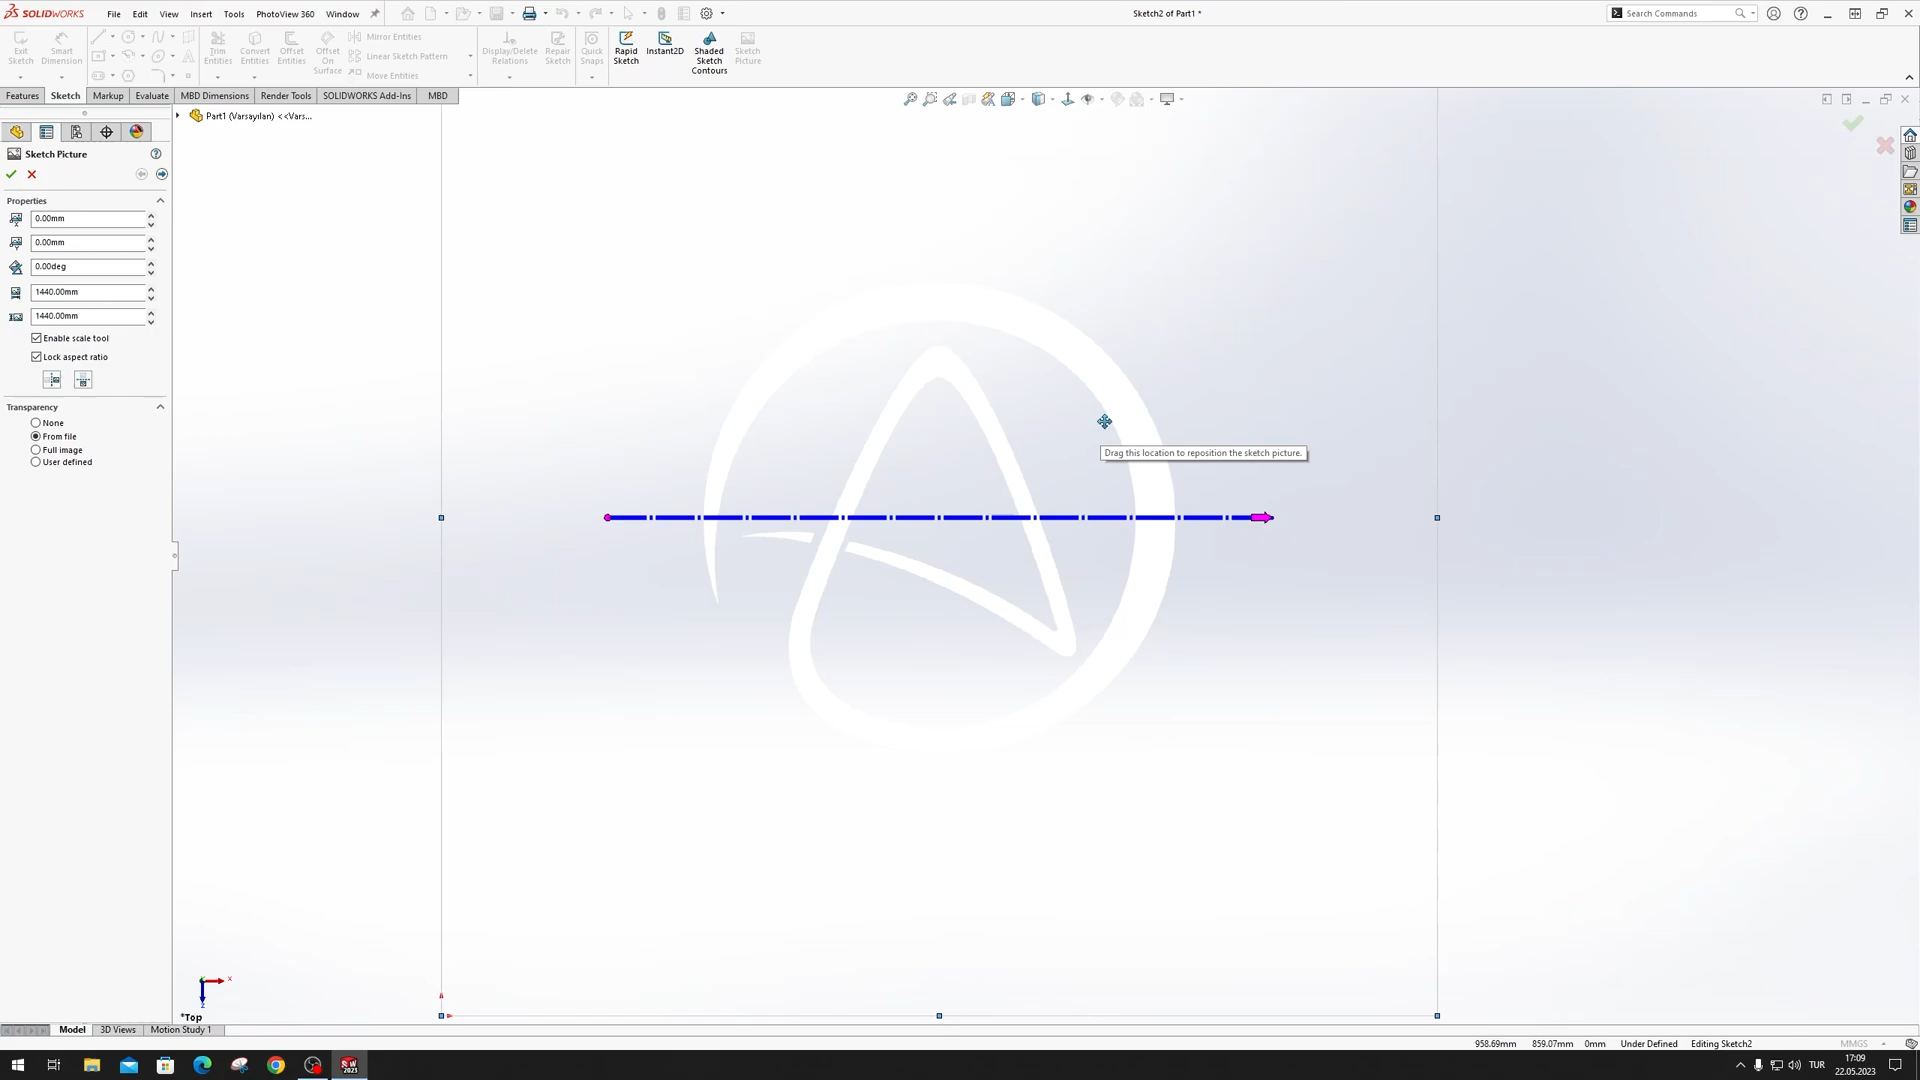 SOLIDWORKS File Edit View Insert Tools PhotoView 360 Window Sketch2 of Part1 * Search Commands
Exit Sketch
Smart Dimension
Trim Entities
Convert Entities
Offset Entities
Offset On Surface
Mirror Entities
Linear Sketch Pattern
Move Entities
Display/Delete Relations
Repair Sketch
Quick Snaps
Rapid Sketch
Instant2D
Shaded Sketch Contours
Sketch Picture
Features Sketch Markup Evaluate MBD Dimensions Render Tools SOLIDWORKS Add-Ins MBD
Part1 (Varsayılan) <<Vars...
Sketch Picture
Properties
0.00mm
0.00mm
0.00deg
1440.00mm
1440.00mm
Enable scale tool
Lock aspect ratio
Transparency
None
From file
Full image
User defined
Drag this location to reposition the sketch picture.
*Top
Model 3D Views Motion Study 1
958.69mm 859.07mm 0mm Under Defined Editing Sketch2 MMGS
TUR 17:09
22.05.2023